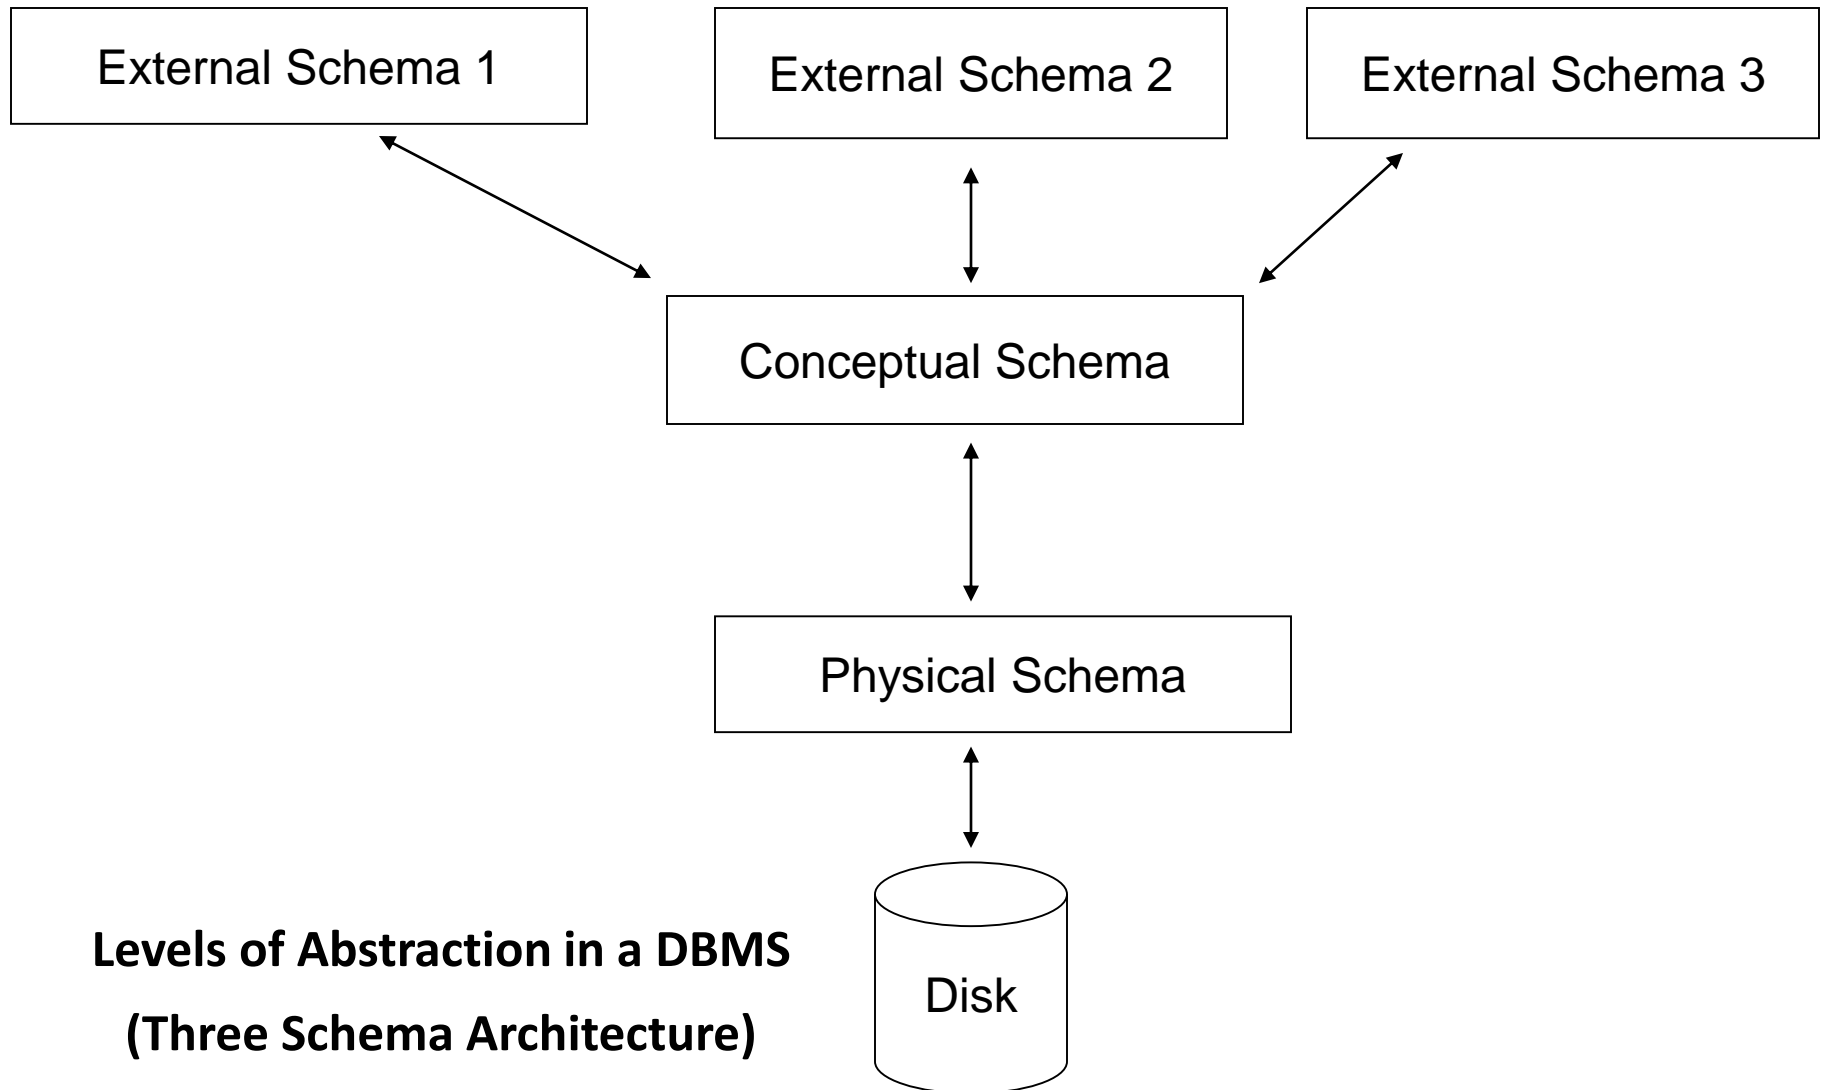 External Schema 1
External Schema 2
External Schema 3
Conceptual Schema
Physical Schema
Disk
Levels of Abstraction in a DBMS
(Three Schema Architecture)